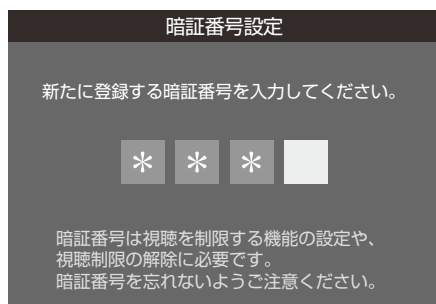 暗証番号設定
新たに登録する暗証番号を入力してください。
＊ ＊ ＊
暗証番号は視聴を制限する機能の設定や、
視聴制限の解除に必要です。
暗証番号を忘れないようご注意ください。